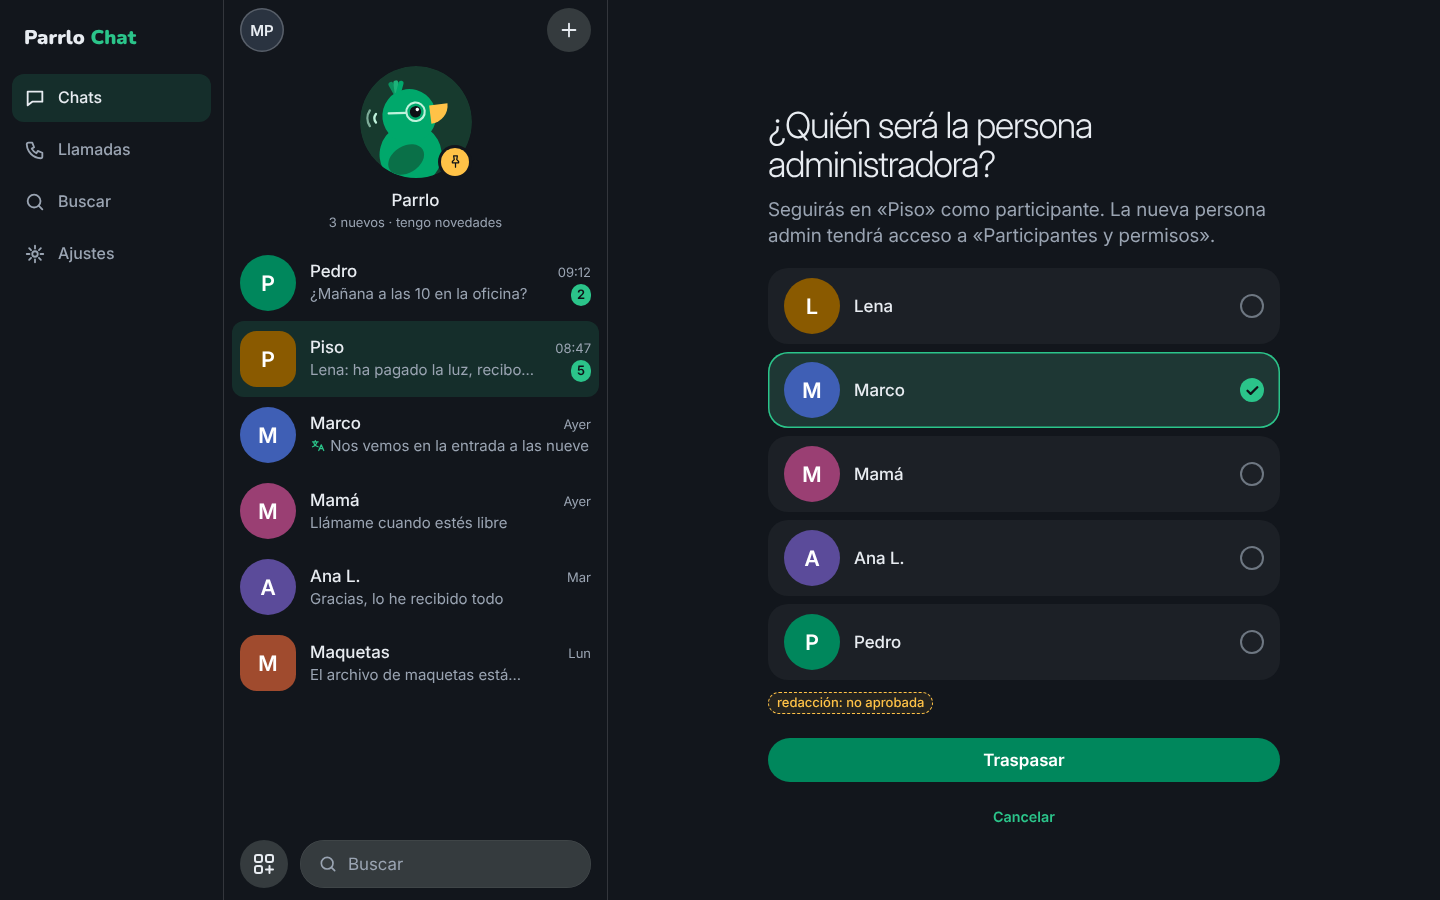 Parrlo Chat
Chats
Llamadas
Buscar
Ajustes
MP
Parrlo
3 nuevos · tengo novedades
P
Pedro
09:12
¿Mañana a las 10 en la oficina?
2
P
Piso
08:47
Lena: ha pagado la luz, recibo...
5
M
Marco
Ayer
Nos vemos en la entrada a las nueve
M
Mamá
Ayer
Llámame cuando estés libre
A
Ana L.
Mar
Gracias, lo he recibido todo
M
Maquetas
Lun
El archivo de maquetas está...
Buscar
¿Quién será la persona
administradora?
Seguirás en «Piso» como participante. La nueva persona
admin tendrá acceso a «Participantes y permisos».
L
Lena
M
Marco
M
Mamá
A
Ana L.
P
Pedro
redacción: no aprobada
Traspasar
Cancelar